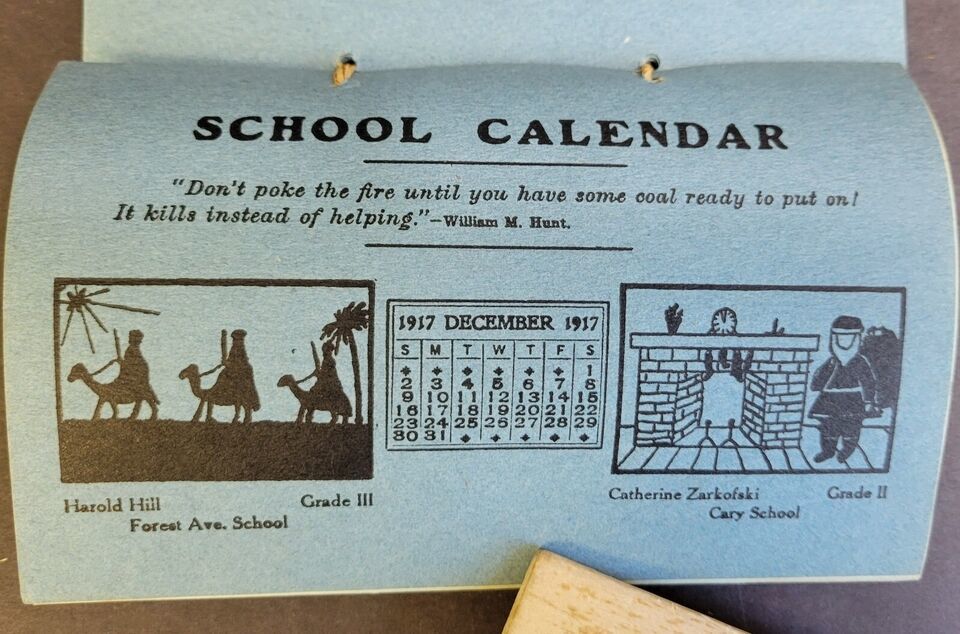 SCHOOL CALENDAR
"Don't poke the fire until you have some coal ready to put on!
It kills instead of helping."—William M. Hunt.
1917 DECEMBER 1917
S M T W T F S
1
2 3 4 5 6 7 8
9 10 11 12 13 14 15
16 17 18 19 20 21 22
23 24 25 26 27 28 29
30 31
Harold Hill Grade III
Forest Ave. School
Catherine Zarkofski Grade II
Cary School